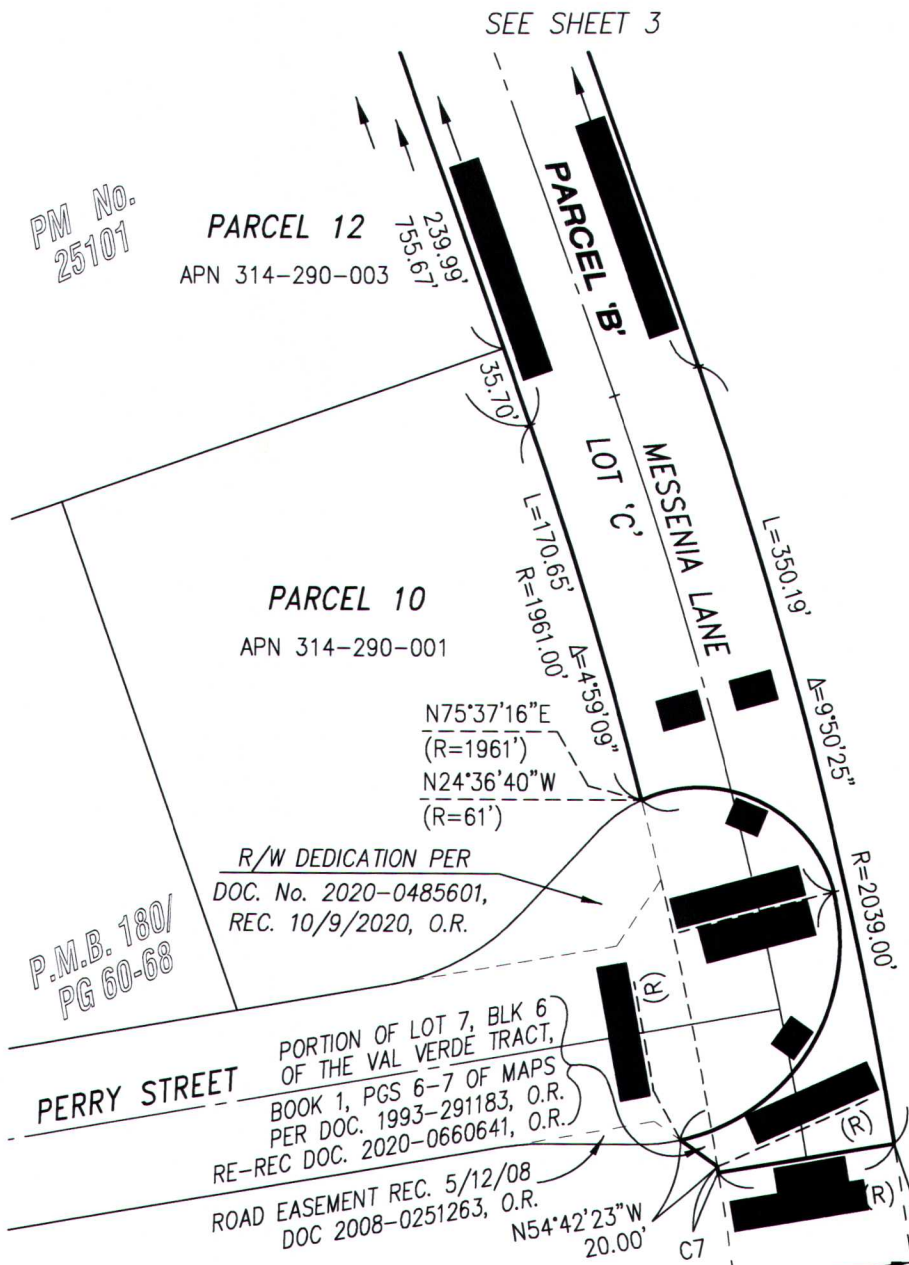 SEE SHEET 3
PM No.
25101
PARCEL 12
APN 314-290-003
239.99'
755.67'
PARCEL 'B'
35.70'
LOT 'C'
MESSENIA LANE
L=170.65'
R=1961.00'
Δ=4°59'09"
L=350.19'
Δ=9°50'25"
R=2039.00'
PARCEL 10
APN 314-290-001
N75°37'16"E
(R=1961')
N24°36'40"W
(R=61')
R/W DEDICATION PER
DOC. No. 2020-0485601,
REC. 10/9/2020, O.R.
P.M.B. 180/
PG 60-68
(R)
PERRY STREET
PORTION OF LOT 7, BLK 6
OF THE VAL VERDE TRACT,
BOOK 1, PGS 6-7 OF MAPS
PER DOC. 1993-291183, O.R.
RE-REC DOC. 2020-0660641, O.R.
ROAD EASEMENT REC. 5/12/08
DOC 2008-0251263, O.R.
N54°42'23"W
20.00'
C7
(R)
(R)